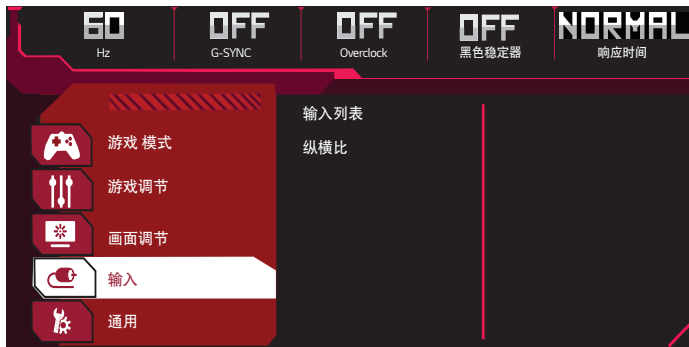 60 OFF OFF OFF NORMAL
Hz G-SYNC Overclock 黑色稳定器 响应时间
输入列表
游戏 模式
纵横比
游戏调节
画面调节
输入
通用